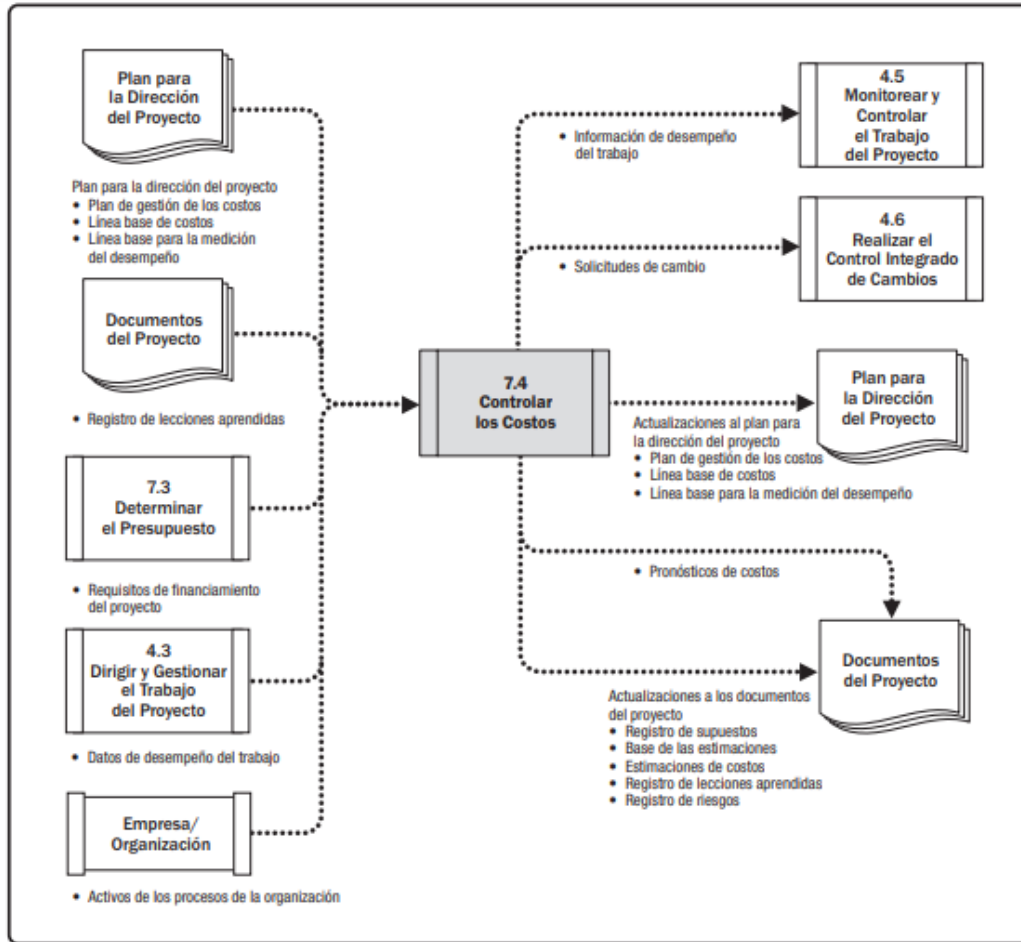 Plan para
la Dirección
del Proyecto
Plan para la dirección del proyecto
• Plan de gestión de los costos
• Línea base de costos
• Línea base para la medición
del desempeño
Documentos
del Proyecto
• Registro de lecciones aprendidas
7.3
Determinar
el Presupuesto
• Requisitos de financiamiento
del proyecto
4.3
Dirigir y Gestionar
el Trabajo
del Proyecto
• Datos de desempeño del trabajo
Empresa/
Organización
• Activos de los procesos de la organización
7.4
Controlar
los Costos
• Información de desempeño
del trabajo
4.5
Monitorear y
Controlar
el Trabajo
del Proyecto
• Solicitudes de cambio
4.6
Realizar el
Control Integrado
de Cambios
Actualizaciones al plan para
la dirección del proyecto
• Plan de gestión de los costos
• Línea base de costos
• Línea base para la medición del desempeño
Plan para
la Dirección
del Proyecto
• Pronósticos de costos
Actualizaciones a los documentos
del proyecto
• Registro de supuestos
• Base de las estimaciones
• Estimaciones de costos
• Registro de lecciones aprendidas
• Registro de riesgos
Documentos
del Proyecto